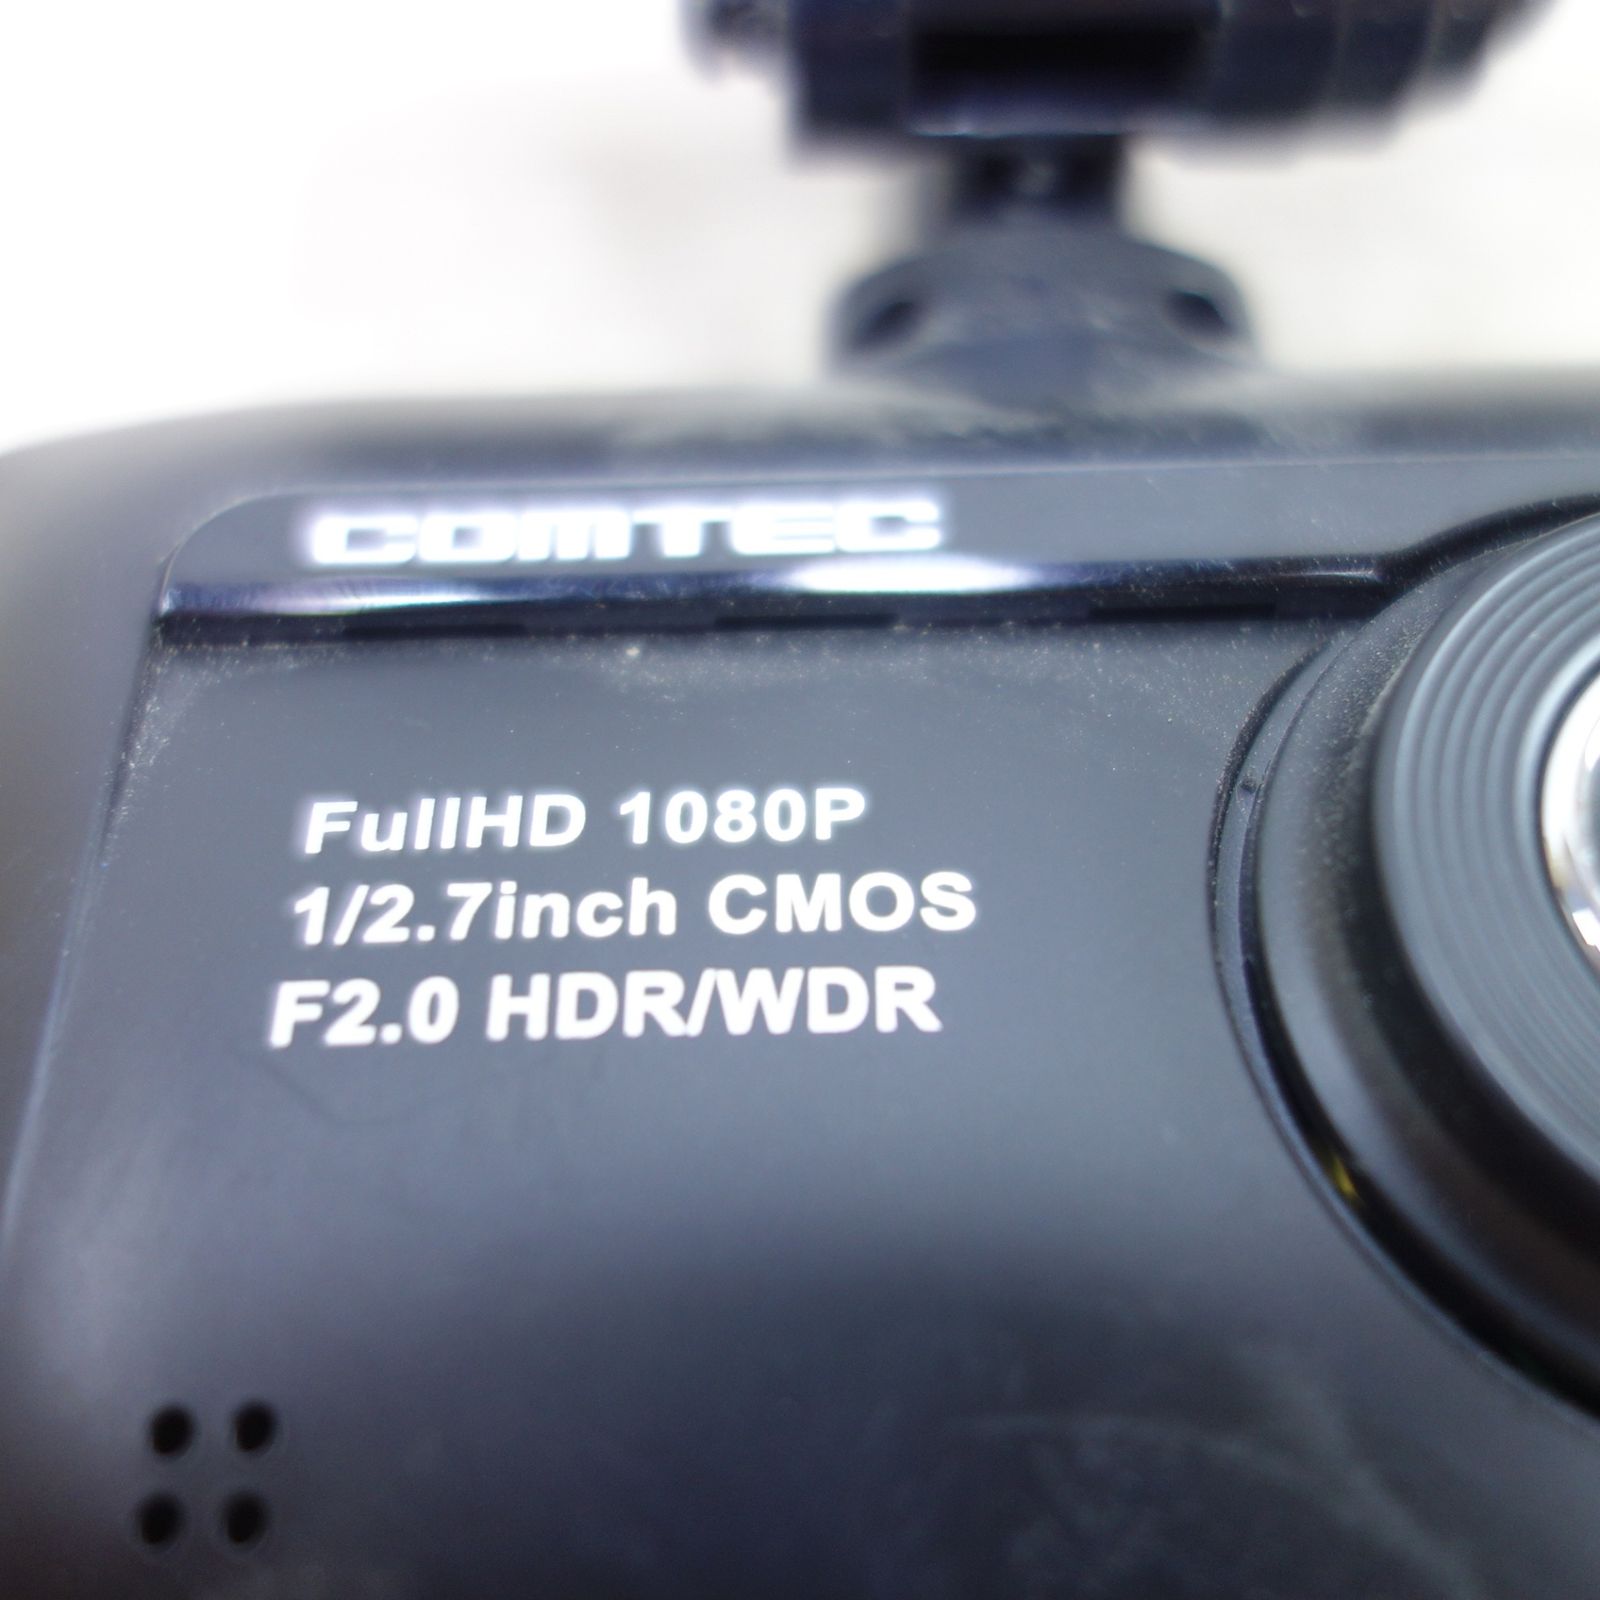 COMTEC
FullHD 1080P
1/2.7inch CMOS
F2.0 HDR/WDR